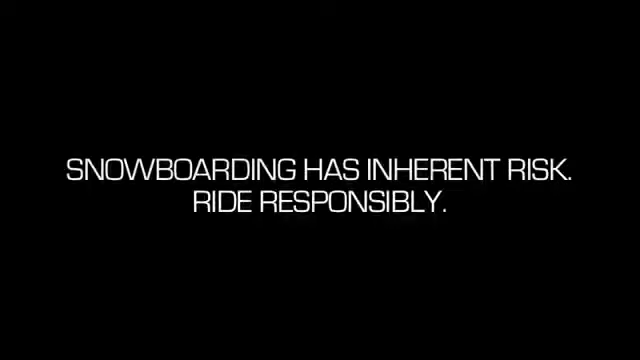 SNOWBOARDING HAS INHERENT RISK.
RIDE RESPONSIBLY.